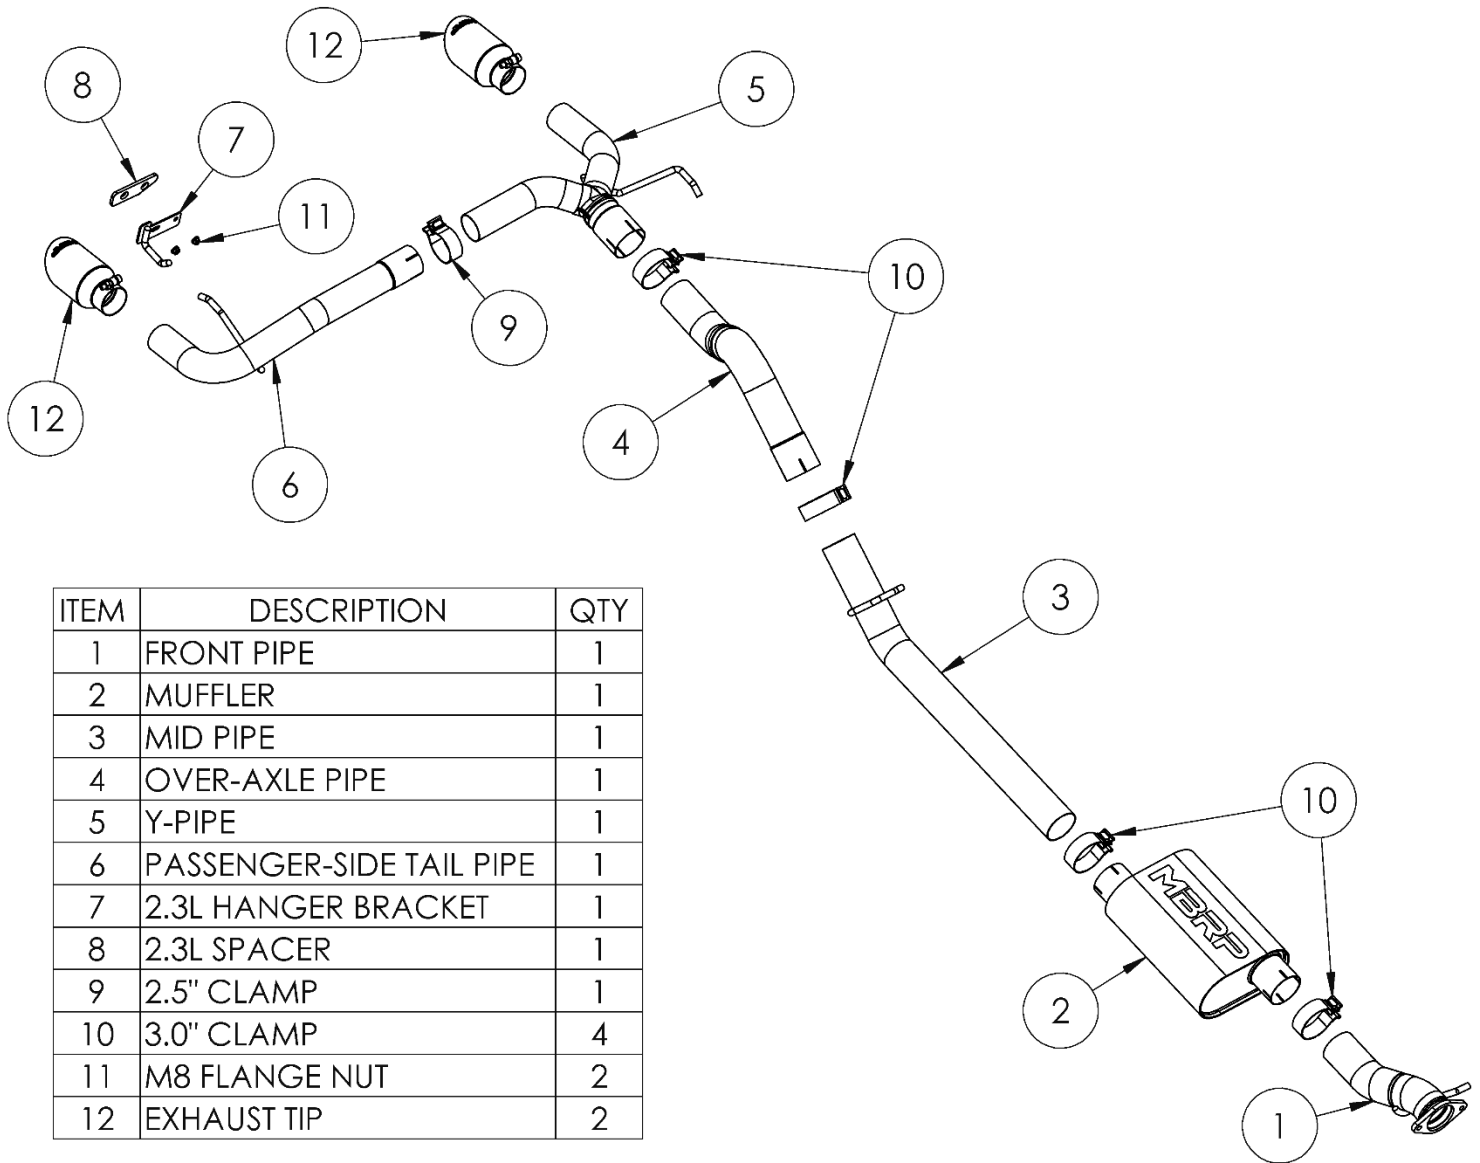 12
8
5
7
11
10
12
9
4
6
3
10
MBRP
2
1
ITEM DESCRIPTION QTY
1 FRONT PIPE 1
2 MUFFLER 1
3 MID PIPE 1
4 OVER-AXLE PIPE 1
5 Y-PIPE 1
6 PASSENGER-SIDE TAIL PIPE 1
7 2.3L HANGER BRACKET 1
8 2.3L SPACER 1
9 2.5" CLAMP 1
10 3.0" CLAMP 4
11 M8 FLANGE NUT 2
12 EXHAUST TIP 2